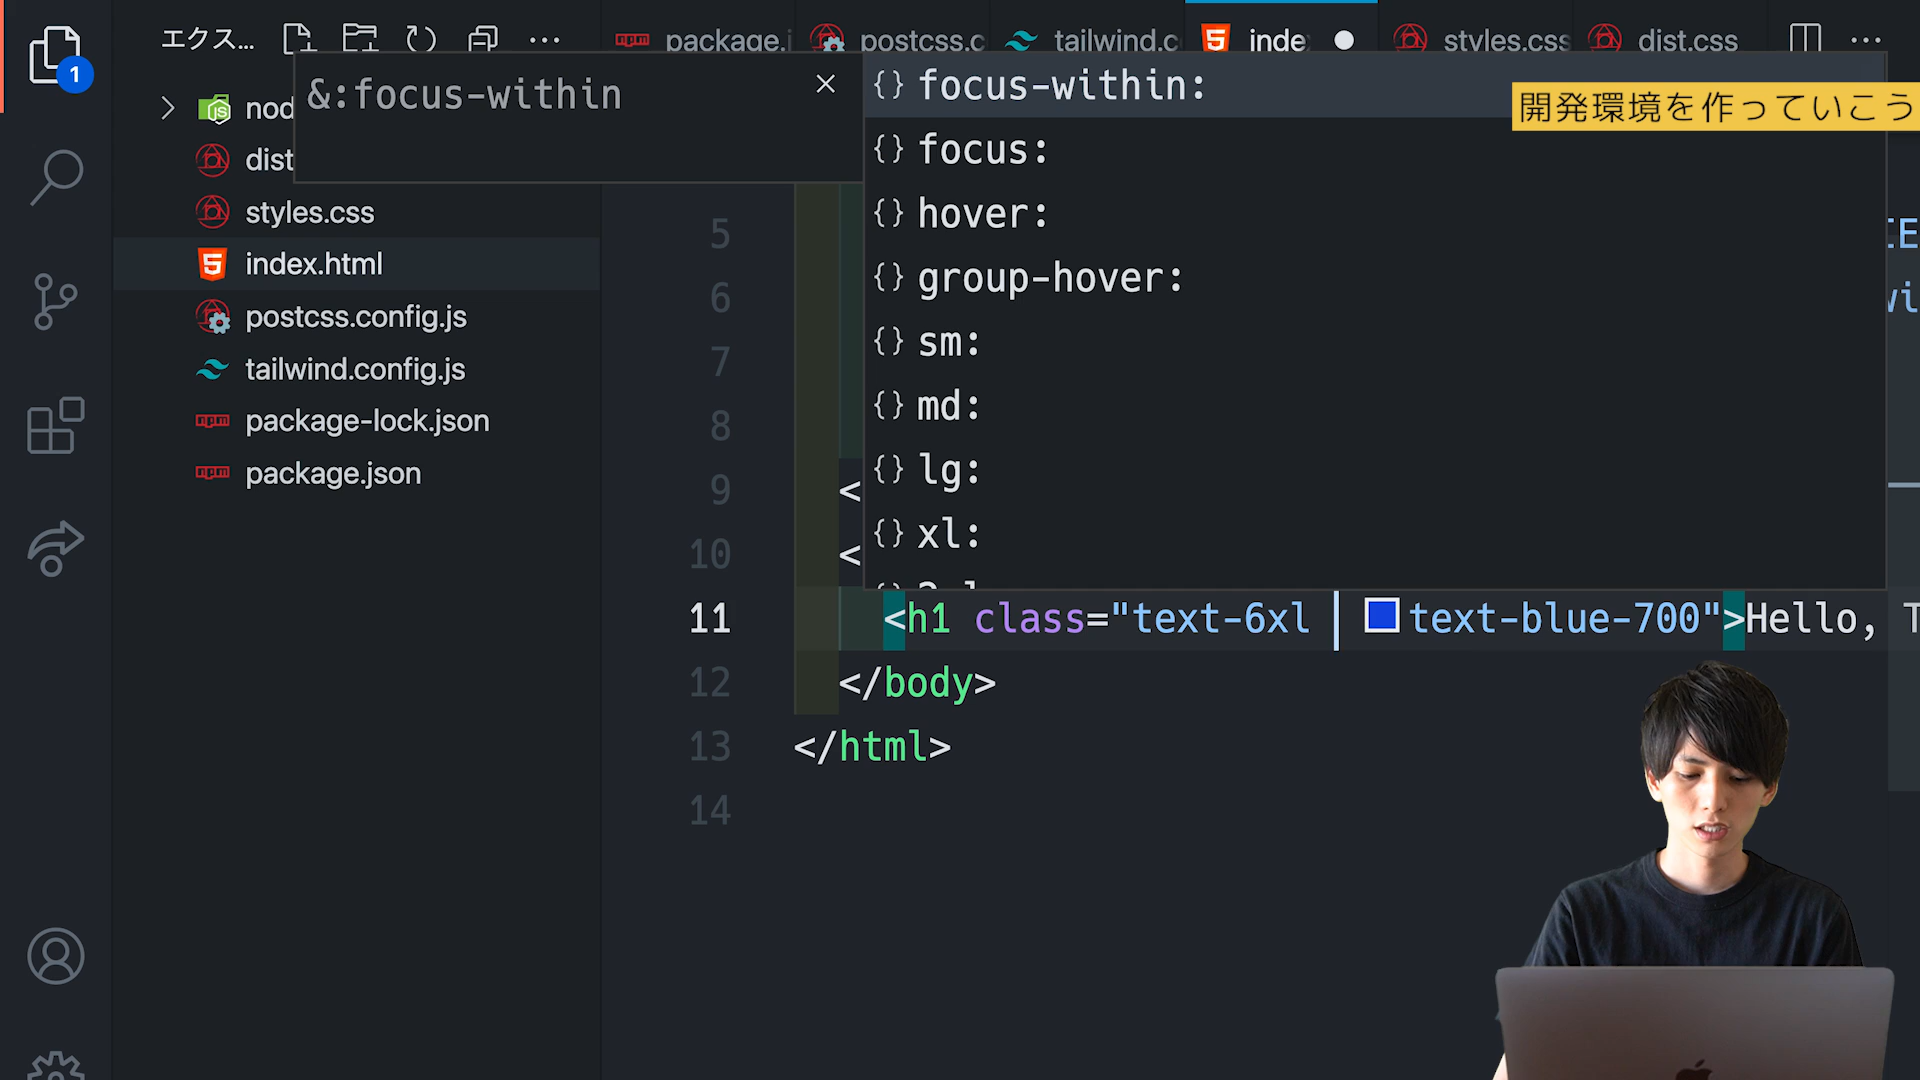 エクス...
package.j
postcss.c
tailwind.c
inde
styles.css
dist.css
1
&:focus-within
focus-within:
開発環境を作っていこう
nod
focus:
dist
styles.css
hover:
5
index.html
group-hover:
6
postcss.config.js
sm:
7
tailwind.config.js
md:
8
package-lock.json
lg:
9 <
package.json
xl:
10 <
11 <h1 class="text-6xl text-blue-700">Hello, T
12 </body>
13 </html>
14